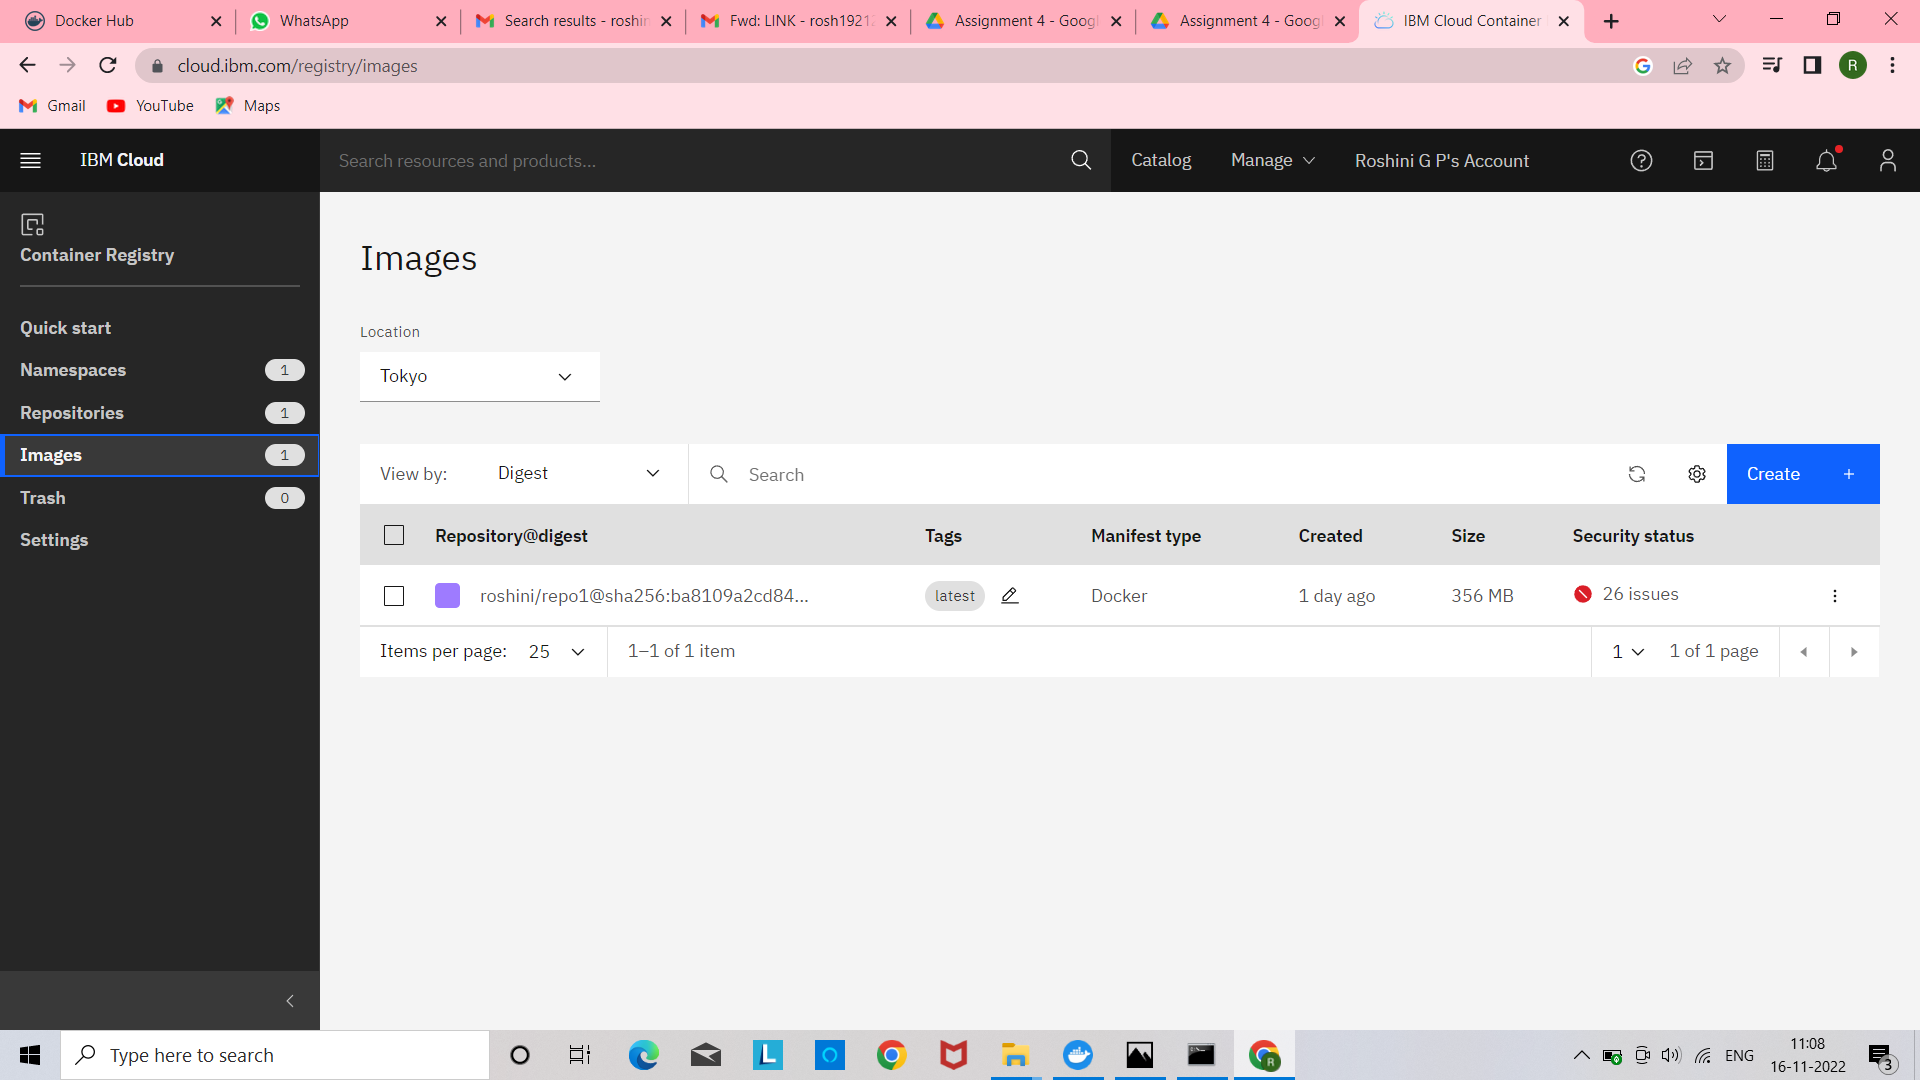 Docker Hub
WhatsApp
Search results - roshin
Fwd: LINK - rosh1921
Assignment 4 - Googl
Assignment 4 - Googl
IBM Cloud Container
cloud.ibm.com/registry/images
R
Gmail
YouTube
Maps
IBM Cloud
Search resources and products...
Catalog
Manage
Roshini G P's Account
Container Registry
Quick start
Namespaces 1
Repositories 1
Images 1
Trash 0
Settings
Images
Location
Tokyo
View by: Digest
Search
Create +
Repository@digest Tags Manifest type Created Size Security status
roshini/repo1@sha256:ba8109a2cd84... latest Docker 1 day ago 356 MB 26 issues
Items per page: 25 1–1 of 1 item 1 1 of 1 page
Type here to search
L
R
ENG
11:08
16-11-2022
3